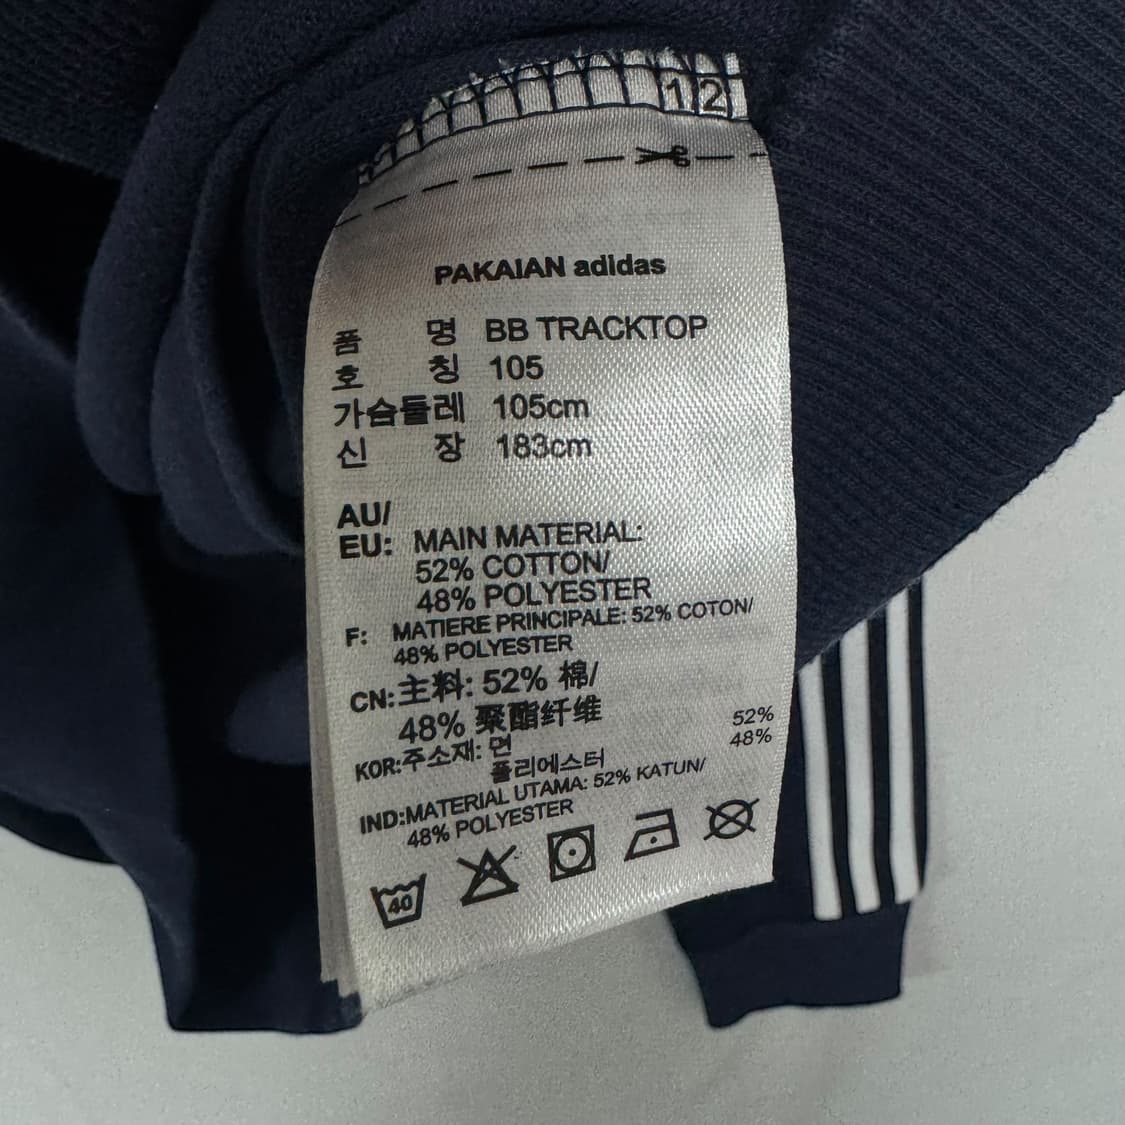 12
PAKAIAN adidas
품 명 BB TRACKTOP
호 칭 105
가슴둘레 105cm
신 장 183cm
AU/
EU: MAIN MATERIAL:
52% COTTON/
48% POLYESTER
F: MATIERE PRINCIPALE: 52% COTON/
48% POLYESTER
CN: 主料: 52% 棉/
48% 聚酯纤维
KOR: 주소재: 면 52%
폴리에스터 48%
IND: MATERIAL UTAMA: 52% KATUN/
48% POLYESTER
40